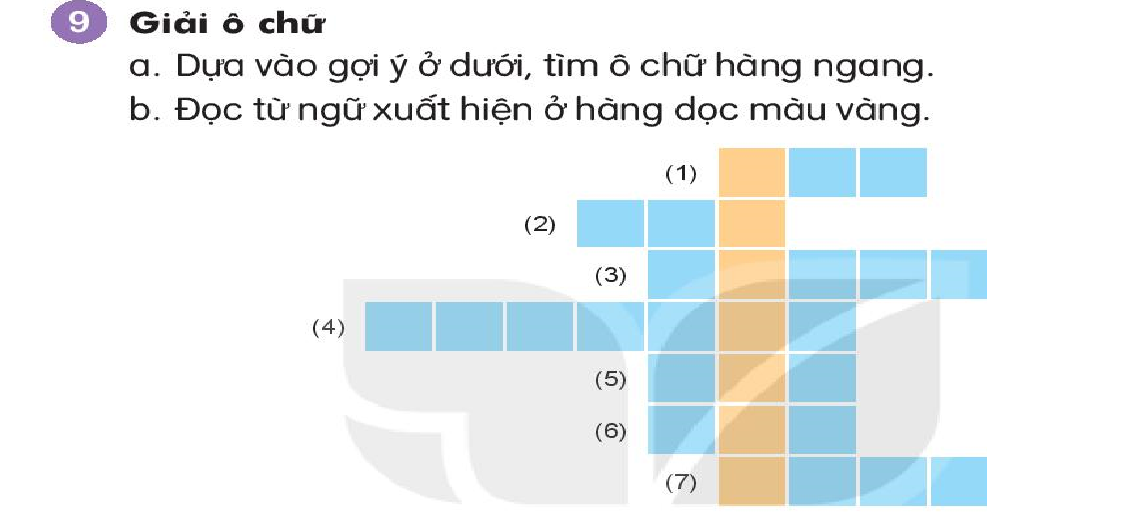 9 Giải ô chữ
a. Dựa vào gợi ý ở dưới, tìm ô chữ hàng ngang.
b. Đọc từ ngữ xuất hiện ở hàng dọc màu vàng.
(1)
(2)
(3)
(4)
(5)
(6)
(7)